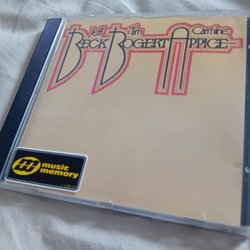 Jeff Tim Carmine
BECK BOGERT APPICE
music
memory